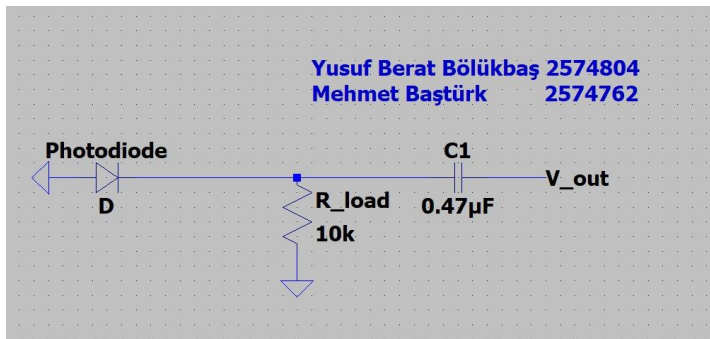 Yusuf Berat Bölükbaş 2574804
Mehmet Baştürk 2574762
Photodiode
D
R_load
10k
C1
0.47µF
V_out